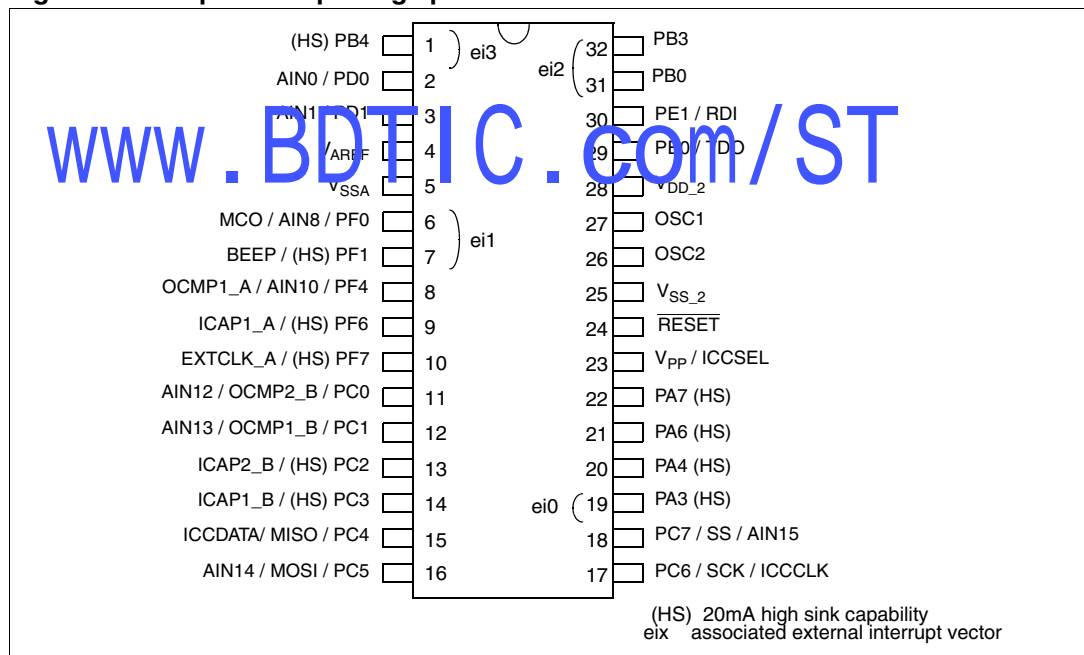 (HS) PB4 1 ei3 ei2 32 PB3
AIN0 / PD0 2 31 PB0
AIN1 / PD1 3 30 PE1 / RDI
www.BDTIC.com/ST
VAREF 4 29 PE0 / TDO
VSSA 5 28 VDD_2
MCO / AIN8 / PF0 6 ei1 27 OSC1
BEEP / (HS) PF1 7 26 OSC2
OCMP1_A / AIN10 / PF4 8 25 VSS_2
ICAP1_A / (HS) PF6 9 24 RESET
EXTCLK_A / (HS) PF7 10 23 VPP / ICCSEL
AIN12 / OCMP2_B / PC0 11 22 PA7 (HS)
AIN13 / OCMP1_B / PC1 12 21 PA6 (HS)
ICAP2_B / (HS) PC2 13 20 PA4 (HS)
ICAP1_B / (HS) PC3 14 ei0 19 PA3 (HS)
ICCDATA/ MISO / PC4 15 18 PC7 / SS / AIN15
AIN14 / MOSI / PC5 16 17 PC6 / SCK / ICCCLK
(HS) 20mA high sink capability
eix associated external interrupt vector